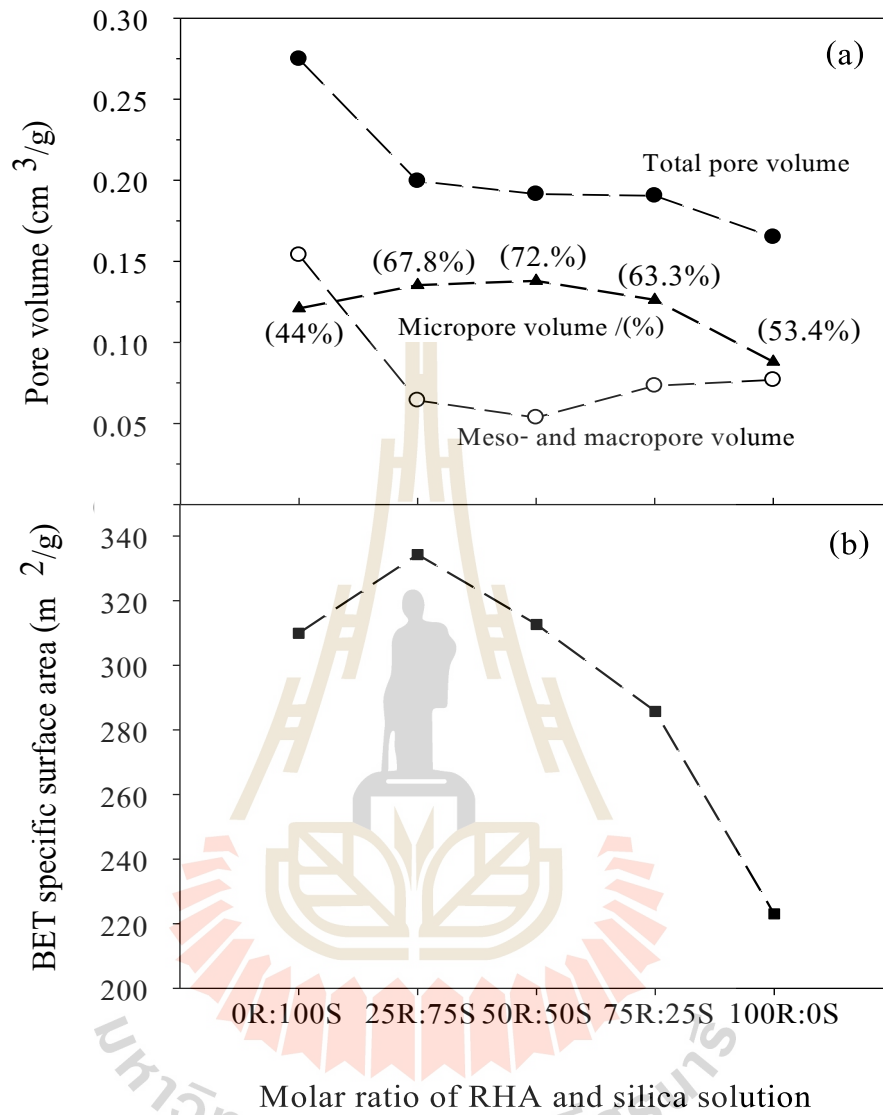 0.30
(a)
0.25
0.20
Total pore volume
0.15
(67.8%)
(72.%)
(63.3%)
(44%)
Micropore volume /(%)
(53.4%)
0.10
0.05
Meso- and macropore volume
Pore volume (cm ³/g)
(b)
340
320
300
280
260
240
220
200
BET specific surface area (m ²/g)
0R:100S 25R:75S 50R:50S 75R:25S 100R:0S
Molar ratio of RHA and silica solution